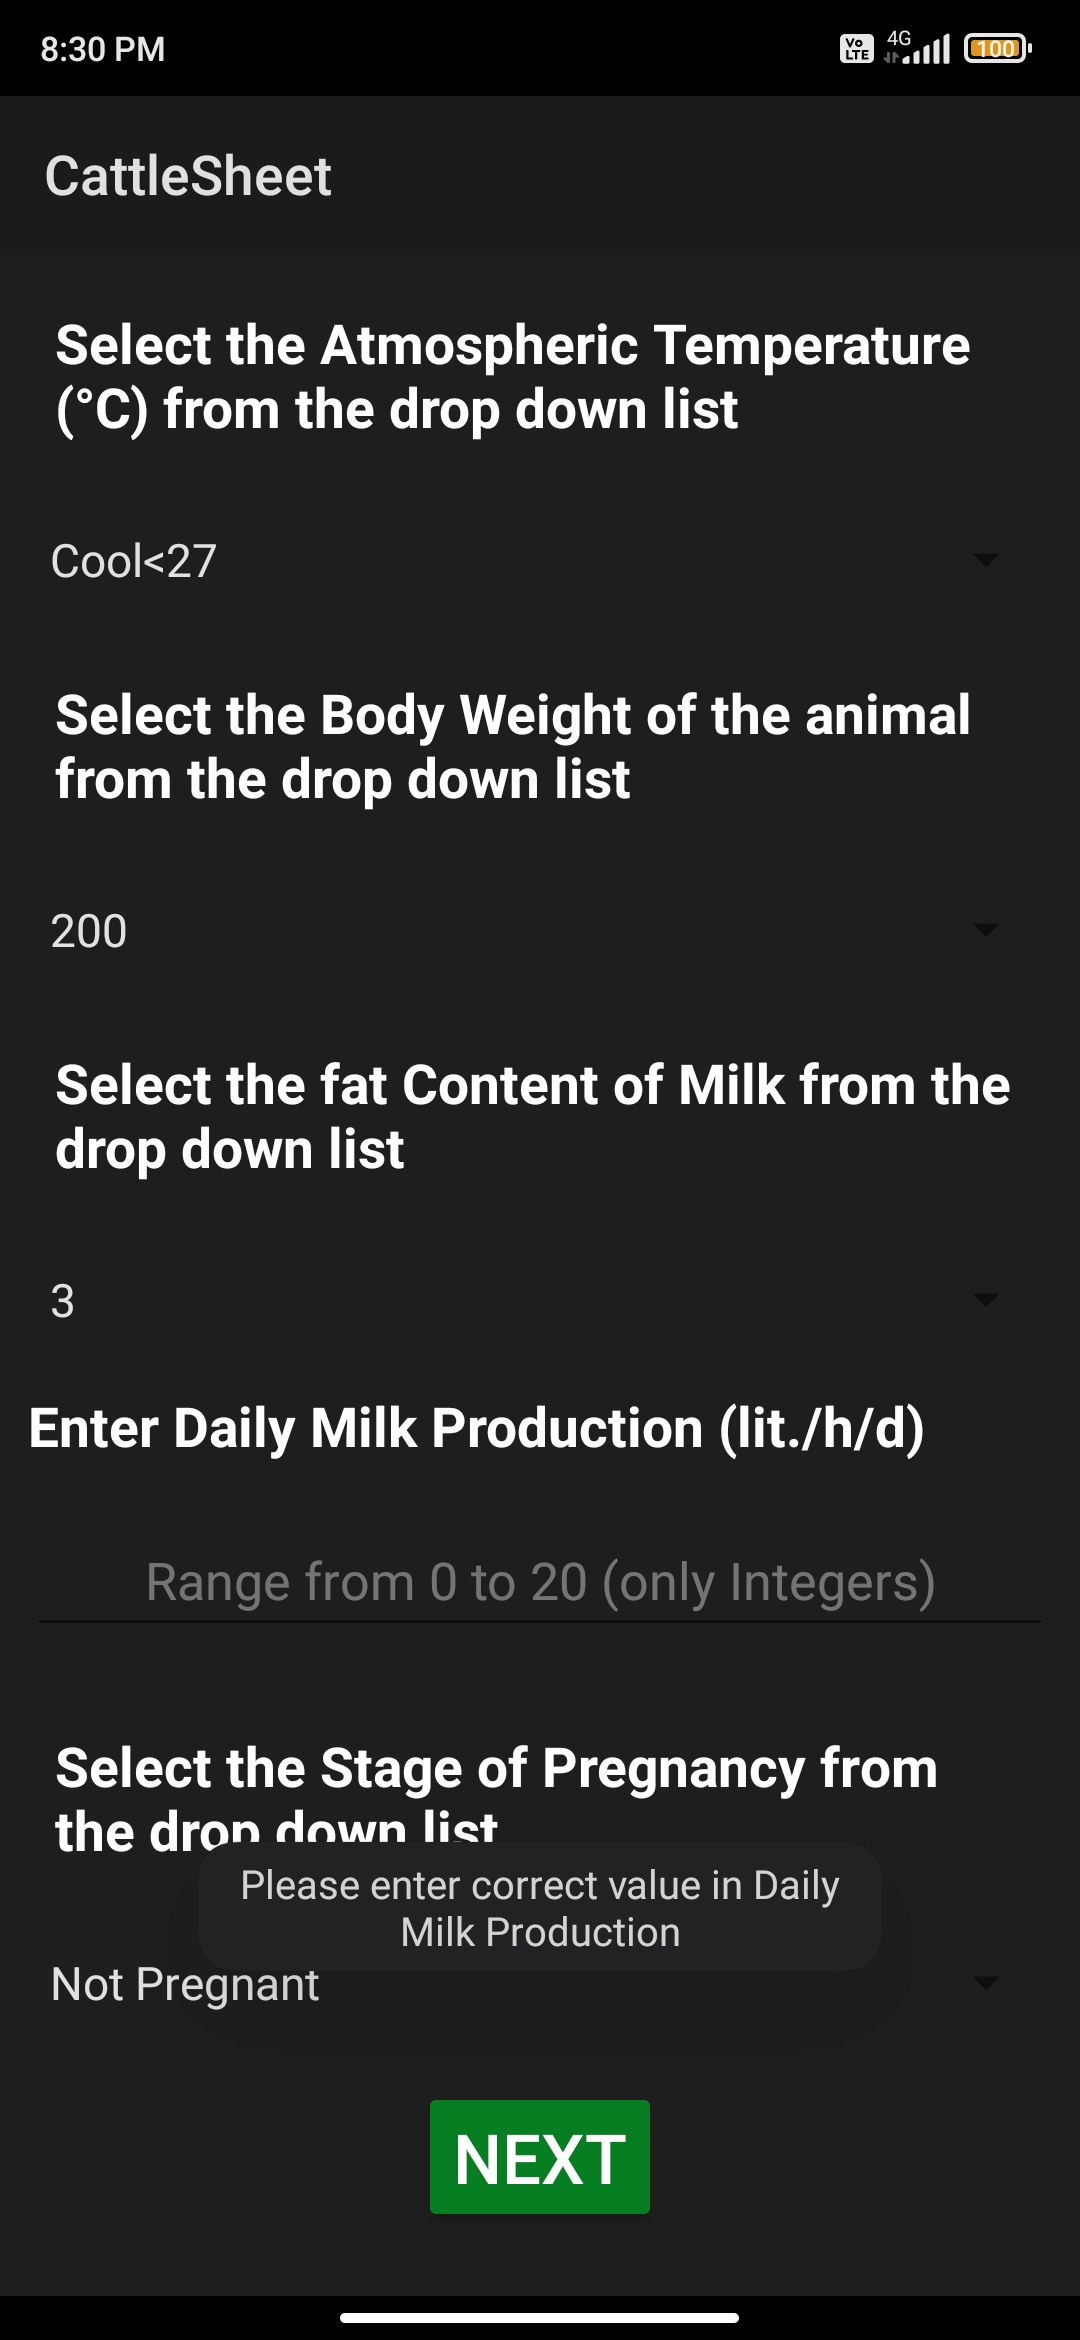 8:30 PM
Vo LTE 4G 100
CattleSheet
Select the Atmospheric Temperature
(°C) from the drop down list
Cool<27
Select the Body Weight of the animal
from the drop down list
200
Select the fat Content of Milk from the
drop down list
3
Enter Daily Milk Production (lit./h/d)
Range from 0 to 20 (only Integers)
Select the Stage of Pregnancy from
the drop down list
Please enter correct value in Daily
Milk Production
Not Pregnant
NEXT